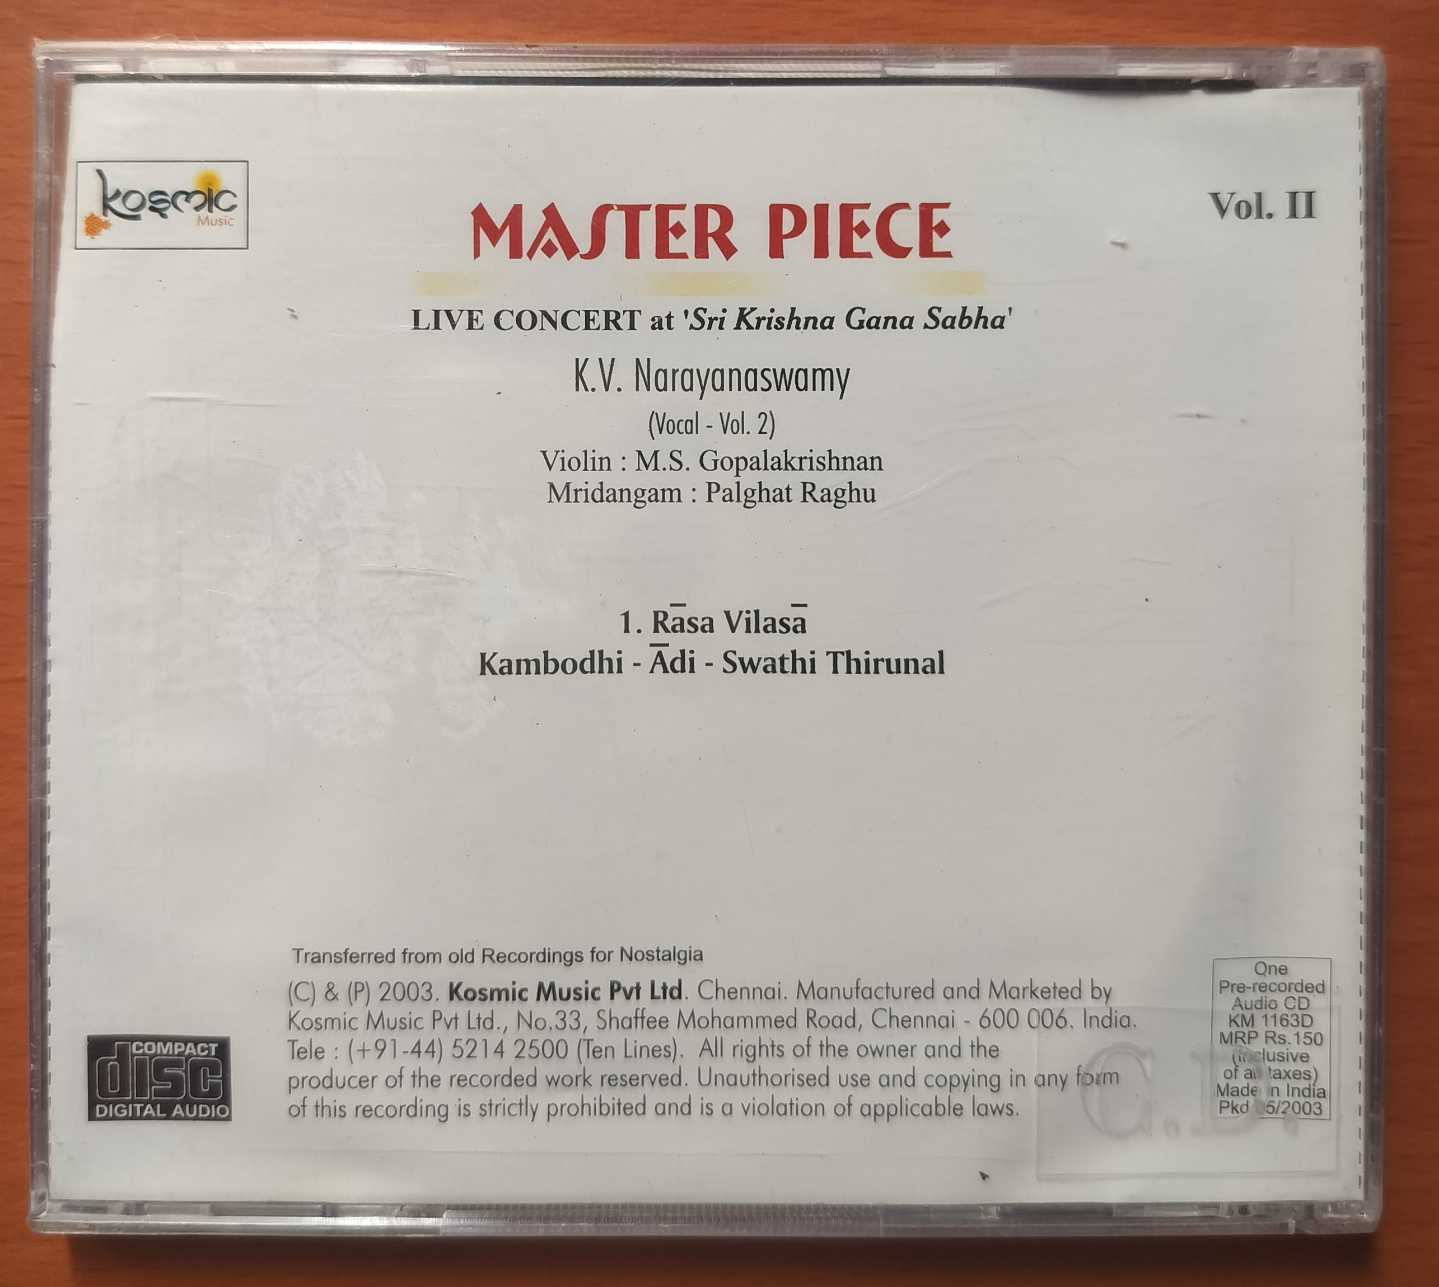 Kosmic
Music
MASTER PIECE
Vol. II
LIVE CONCERT at 'Sri Krishna Gana Sabha'
K.V. Narayanaswamy
(Vocal - Vol. 2)
Violin : M.S. Gopalakrishnan
Mridangam : Palghat Raghu
1. Rāsa Vilasā
Kambodhi - Ādi - Swathi Thirunal
Transferred from old Recordings for Nostalgia
(C) & (P) 2003. Kosmic Music Pvt Ltd. Chennai. Manufactured and Marketed by
Kosmic Music Pvt Ltd., No.33, Shaffee Mohammed Road, Chennai - 600 006. India.
Tele : (+91-44) 5214 2500 (Ten Lines). All rights of the owner and the
producer of the recorded work reserved. Unauthorised use and copying in any form
of this recording is strictly prohibited and is a violation of applicable laws.
COMPACT
disc
DIGITAL AUDIO
One
Pre-recorded
Audio CD
KM 1163D
MRP Rs.150
(inclusive
of all taxes)
Made in India
Pkd 05/2003